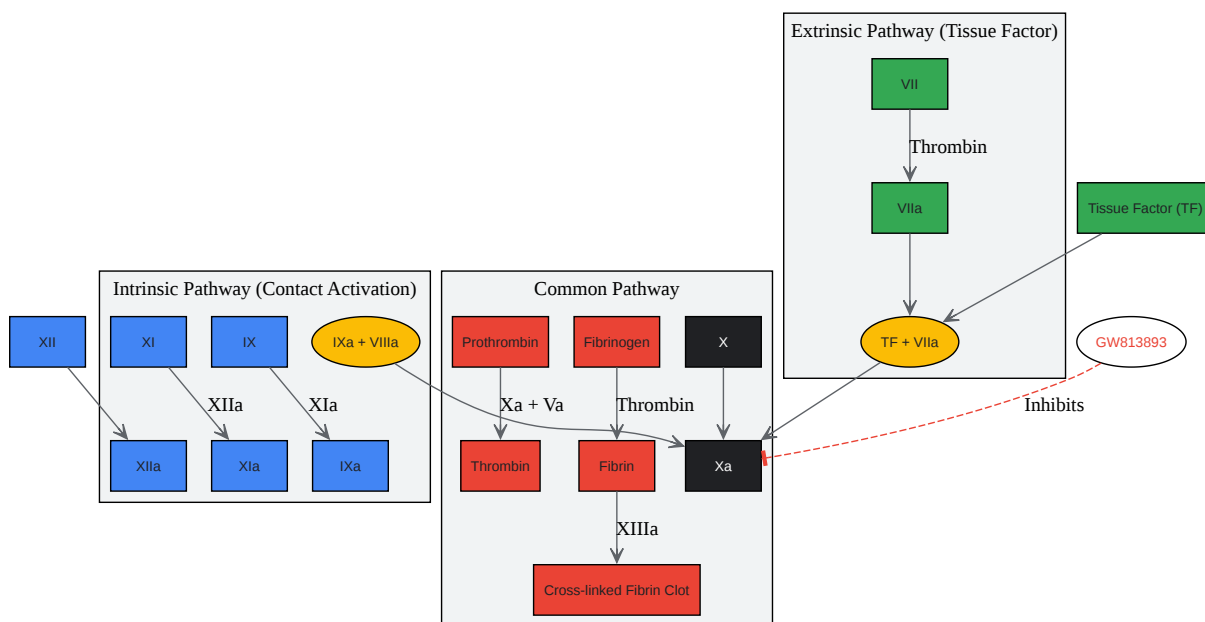 Extrinsic Pathway (Tissue Factor)
VII
Thrombin
VIIa
Tissue Factor (TF)
Intrinsic Pathway (Contact Activation)
Common Pathway
XII
XI
IX
IXa + VIIIa
Prothrombin
Fibrinogen
X
TF + VIIa
GW813893
XIIa
XIa
Xa + Va
Thrombin
Inhibits
XIIa
XIa
IXa
Thrombin
Fibrin
Xa
XIIIa
Cross-linked Fibrin Clot